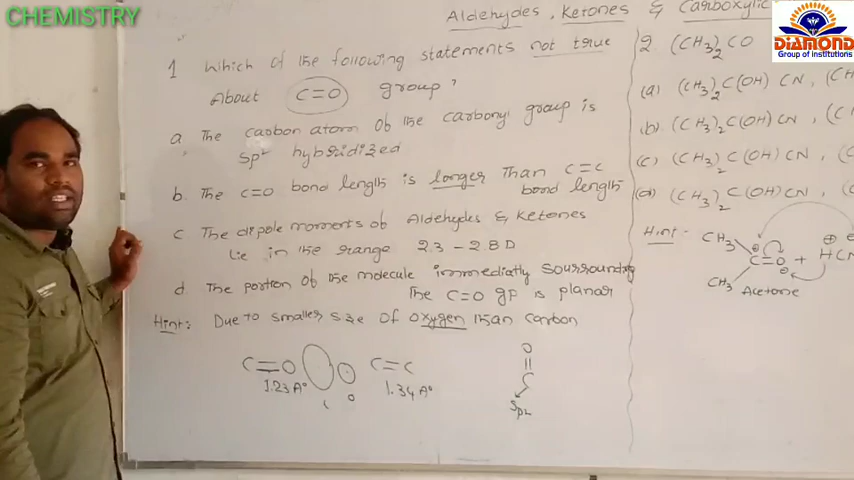 CHEMISTRY
Aldehydes, Ketones & Carboxylic
DIAMOND
Group of Institutions
1 Which of the following statements not true
About C=O group?
a The carbon atom of the carbonyl group is
sp² hybridized
b. The C=O bond length is longer Than C=C
bond length
c The dipole moments of Aldehydes & Ketones
Lie in the range 2.3 - 2.8 D
d. The portion of the molecule immediatly sourrounding
The C=O gp is planar
Hint: Due to smaller size of oxygen than carbon
C=O C=C
1.23 A° 1.34 A°
O
||
C
Sp2
2. (CH3)2 CO
(a) (CH3)2 C(OH) CN, (CH
(b) (CH3)2 C(OH) CN, (C
(c) (CH3)2 C(OH) CN, (
(d) (CH3)2 C(OH) CN, (
Hint:- CH3
C=O + HCN
CH3 Acetone